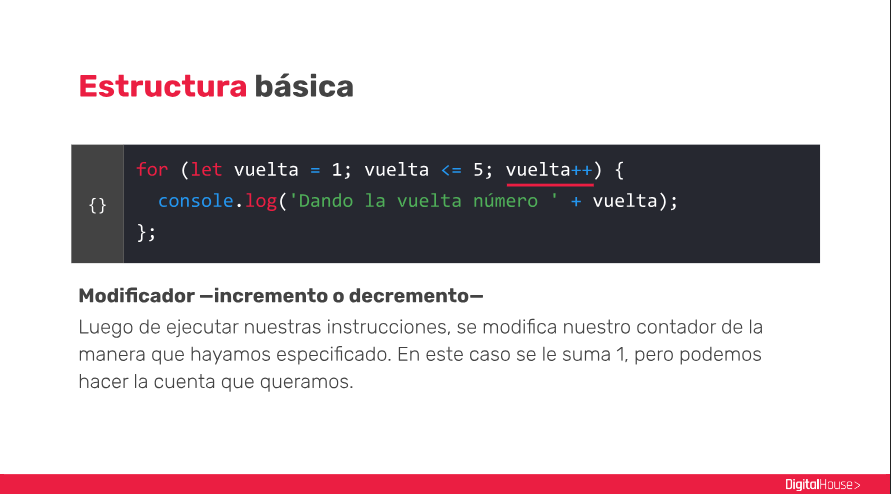 Estructura básica
{}
for (let vuelta = 1; vuelta <= 5; vuelta++) {
console.log('Dando la vuelta número ' + vuelta);
};
Modificador —incremento o decremento—
Luego de ejecutar nuestras instrucciones, se modifica nuestro contador de la
manera que hayamos especificado. En este caso se le suma 1, pero podemos
hacer la cuenta que queramos.
DigitalHouse>